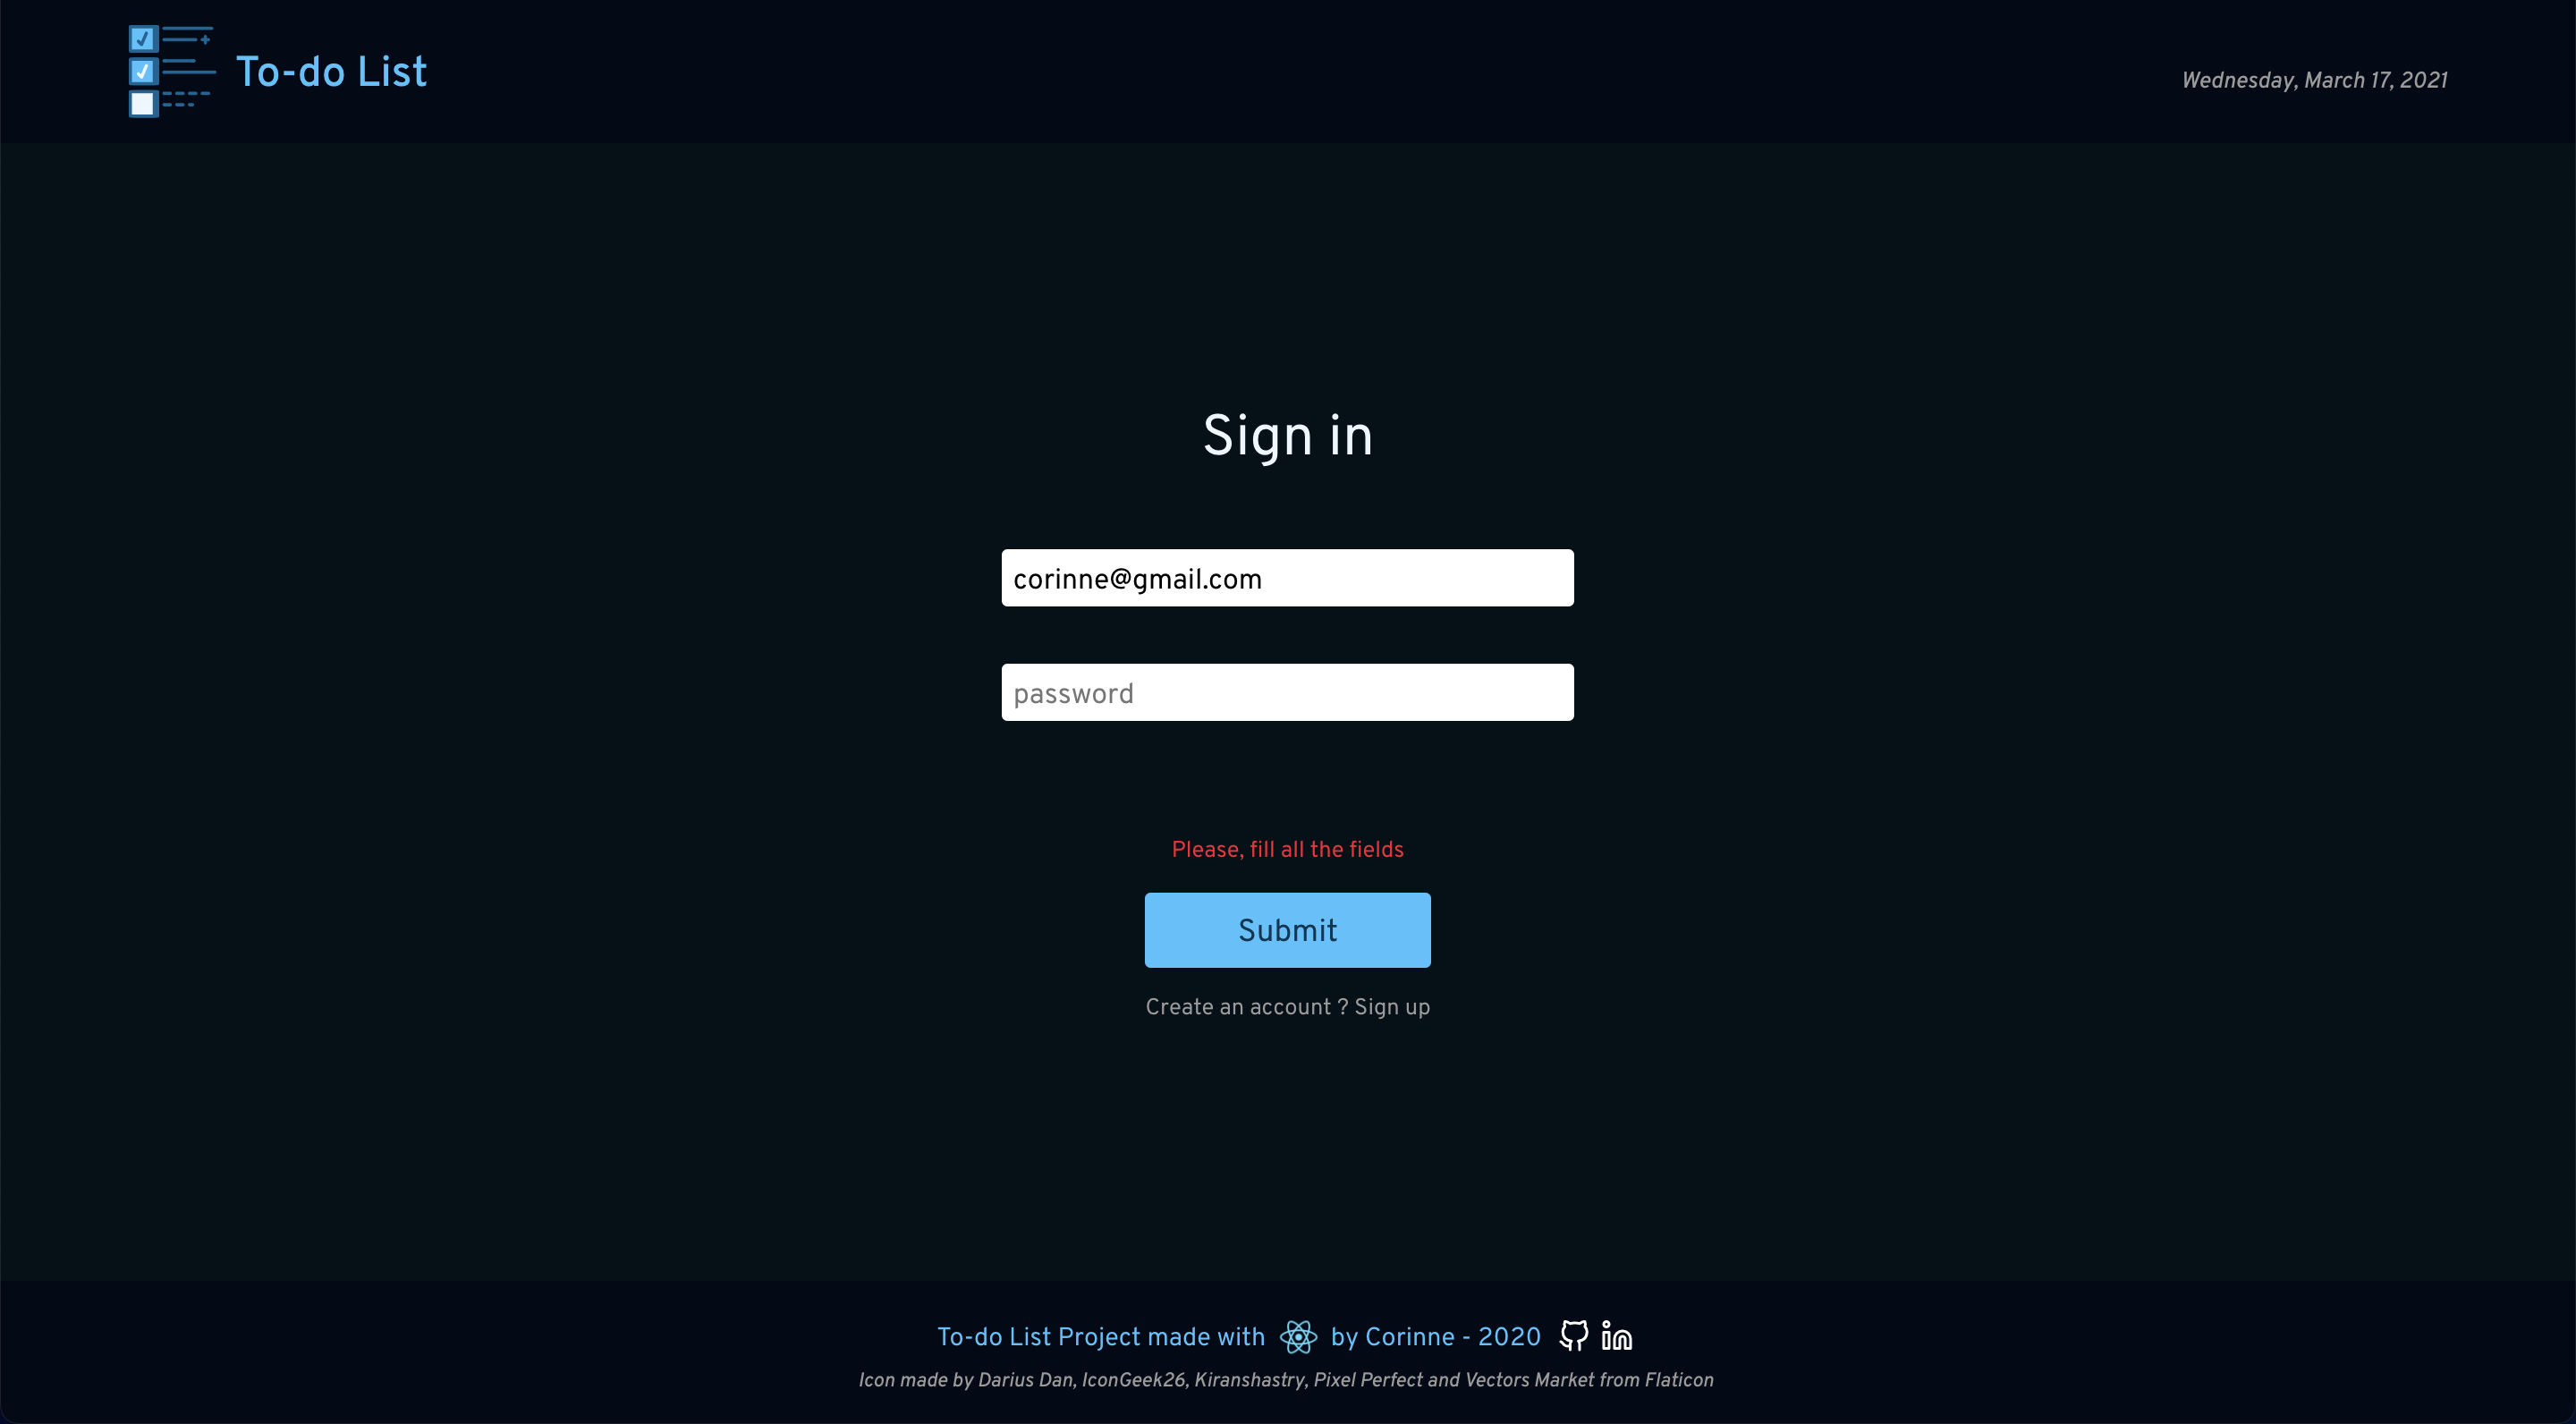 To-do List
Wednesday, March 17, 2021
Sign in
corinne@gmail.com
password
Please, fill all the fields
Submit
Create an account ? Sign up
To-do List Project made with by Corinne - 2020
Icon made by Darius Dan, IconGeek26, Kiranshastry, Pixel Perfect and Vectors Market from Flaticon